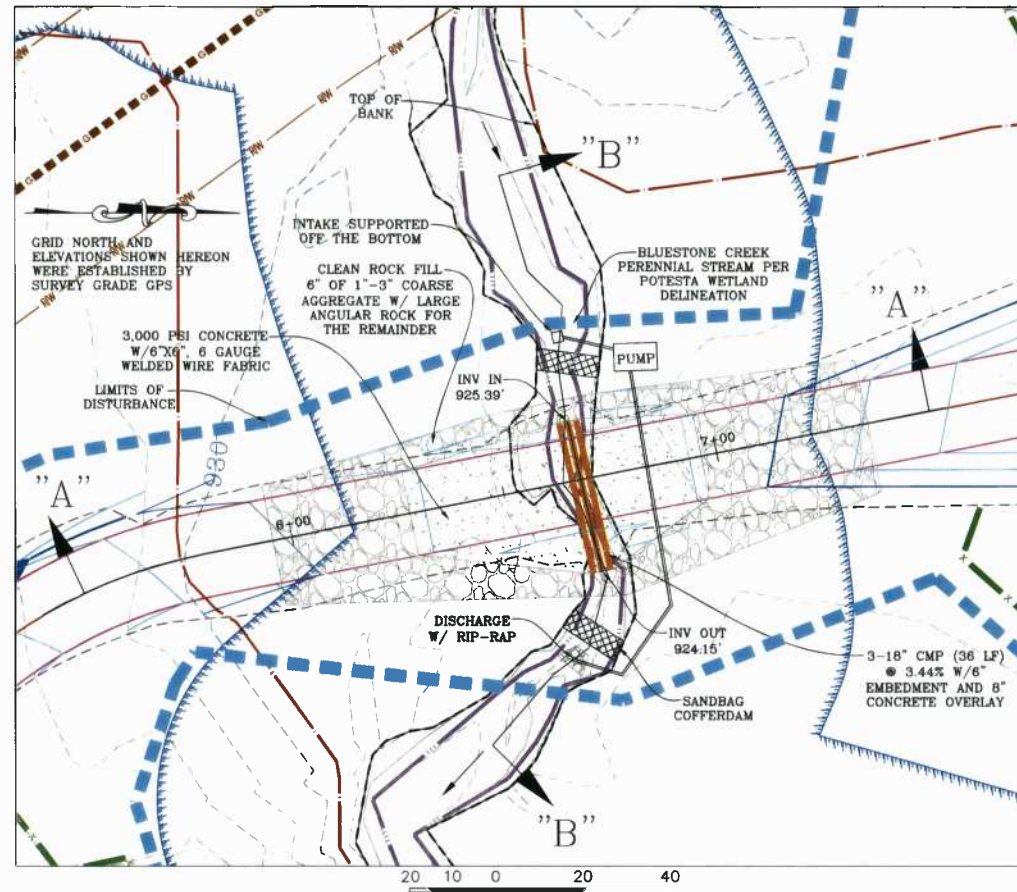 TOP OF
BANK
"B"
GRID NORTH AND
ELEVATIONS SHOWN HEREON
WERE ESTABLISHED BY
SURVEY GRADE GPS
INTAKE SUPPORTED
OFF THE BOTTOM
CLEAN ROCK FILL
6" OF 1"-3" COARSE
AGGREGATE W/ LARGE
ANGULAR ROCK FOR
THE REMAINDER
BLUESTONE CREEK
PERENNIAL STREAM PER
POTESTA WETLAND
DELINEATION
"A"
3,000 PSI CONCRETE
W/6"X6", 6 GAUGE
WELDED WIRE FABRIC
PUMP
LIMITS OF
DISTURBANCE
INV IN
925.39'
930
7+00
"A"
6+00
DISCHARGE
W/ RIP-RAP
INV OUT
924.15'
3-18" CMP (36 LF)
@ 3.44% W/6"
EMBEDMENT AND 8"
CONCRETE OVERLAY
SANDBAG
COFFERDAM
"B"
20 10 0 20 40
R/W
R/W
R/W
R/W
R/W
G
G
G
X
X
X
X